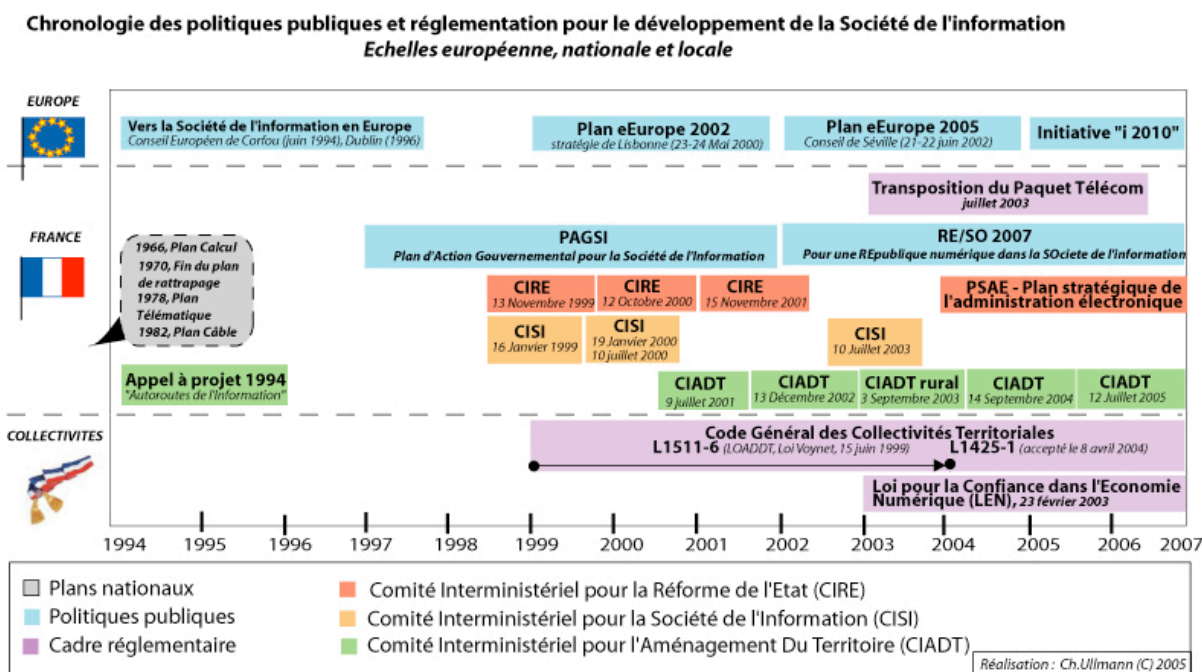 Chronologie des politiques publiques et réglementation pour le développement de la Société de l'information
Echelles européenne, nationale et locale
EUROPE
Vers la Société de l'information en Europe
Conseil Européen de Corfou (juin 1994), Dublin (1996)
Plan eEurope 2002
stratégie de Lisbonne (23-24 Mai 2000)
Plan eEurope 2005
Conseil de Séville (21-22 juin 2002)
Initiative "i 2010"
Transposition du Paquet Télécom
juillet 2003
FRANCE
1966, Plan Calcul
1970, Fin du plan
de rattrapage
1978, Plan
Télématique
1982, Plan Câble
PAGSI
Plan d'Action Gouvernemental pour la Société de l'Information
RE/SO 2007
Pour une REpublique numérique dans la SOciete de l'information
CIRE
13 Novembre 1999
CIRE
12 Octobre 2000
CIRE
15 Novembre 2001
PSAE - Plan stratégique de
l'administration électronique
CISI
16 Janvier 1999
CISI
19 Janvier 2000
10 juillet 2000
CISI
10 Juillet 2003
Appel à projet 1994
"Autoroutes de l'Information"
CIADT
9 juillet 2001
CIADT
13 Décembre 2002
CIADT rural
3 Septembre 2003
CIADT
14 Septembre 2004
CIADT
12 Juillet 2005
COLLECTIVITES
Code Général des Collectivités Territoriales
L1511-6 (LOADDT, Loi Voynet, 15 juin 1999) L1425-1 (accepté le 8 avril 2004)
Loi pour la Confiance dans l'Economie
Numérique (LEN), 23 février 2003
1994 1995 1996 1997 1998 1999 2000 2001 2002 2003 2004 2005 2006 2007
Plans nationaux
Politiques publiques
Cadre réglementaire
Comité Interministériel pour la Réforme de l'Etat (CIRE)
Comité Interministériel pour la Société de l'Information (CISI)
Comité Interministériel pour l'Aménagement Du Territoire (CIADT)
Réalisation : Ch.Ullmann (C) 2005